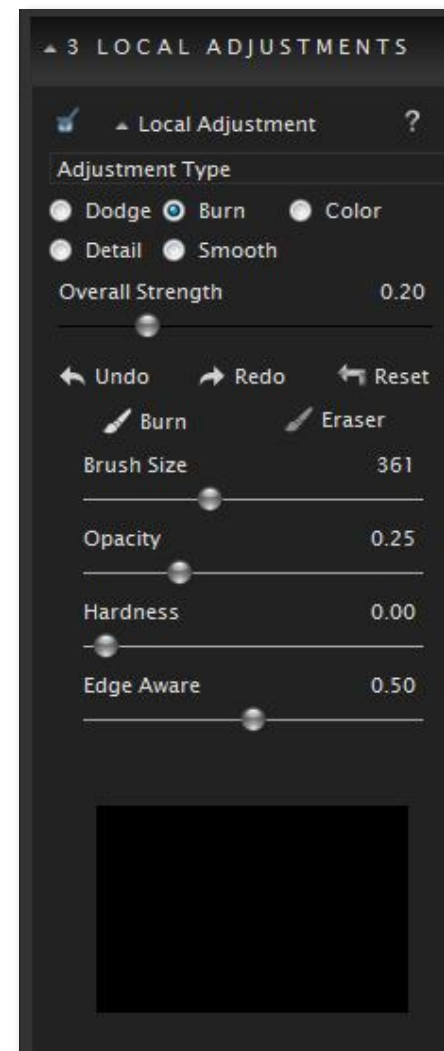 3 LOCAL ADJUSTMENTS
Local Adjustment ?
Adjustment Type
Dodge Burn Color
Detail Smooth
Overall Strength 0.20
Undo Redo Reset
Burn Eraser
Brush Size 361
Opacity 0.25
Hardness 0.00
Edge Aware 0.50